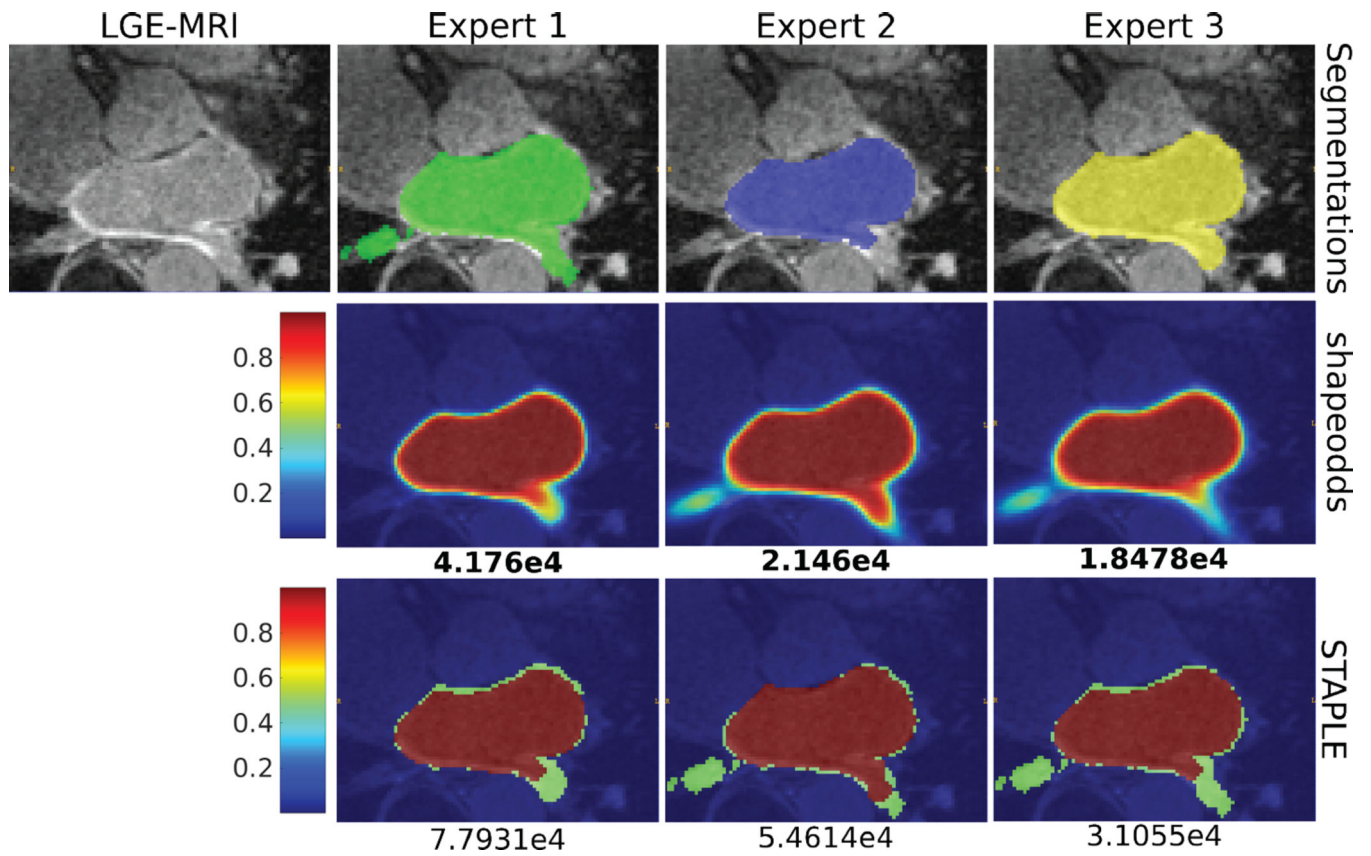 LGE-MRI
Expert 1
Expert 2
Expert 3
Segmentations
0.8
0.6
0.4
0.2
shapeodds
4.176e4
2.146e4
1.8478e4
0.8
0.6
0.4
0.2
STAPLE
7.7931e4
5.4614e4
3.1055e4